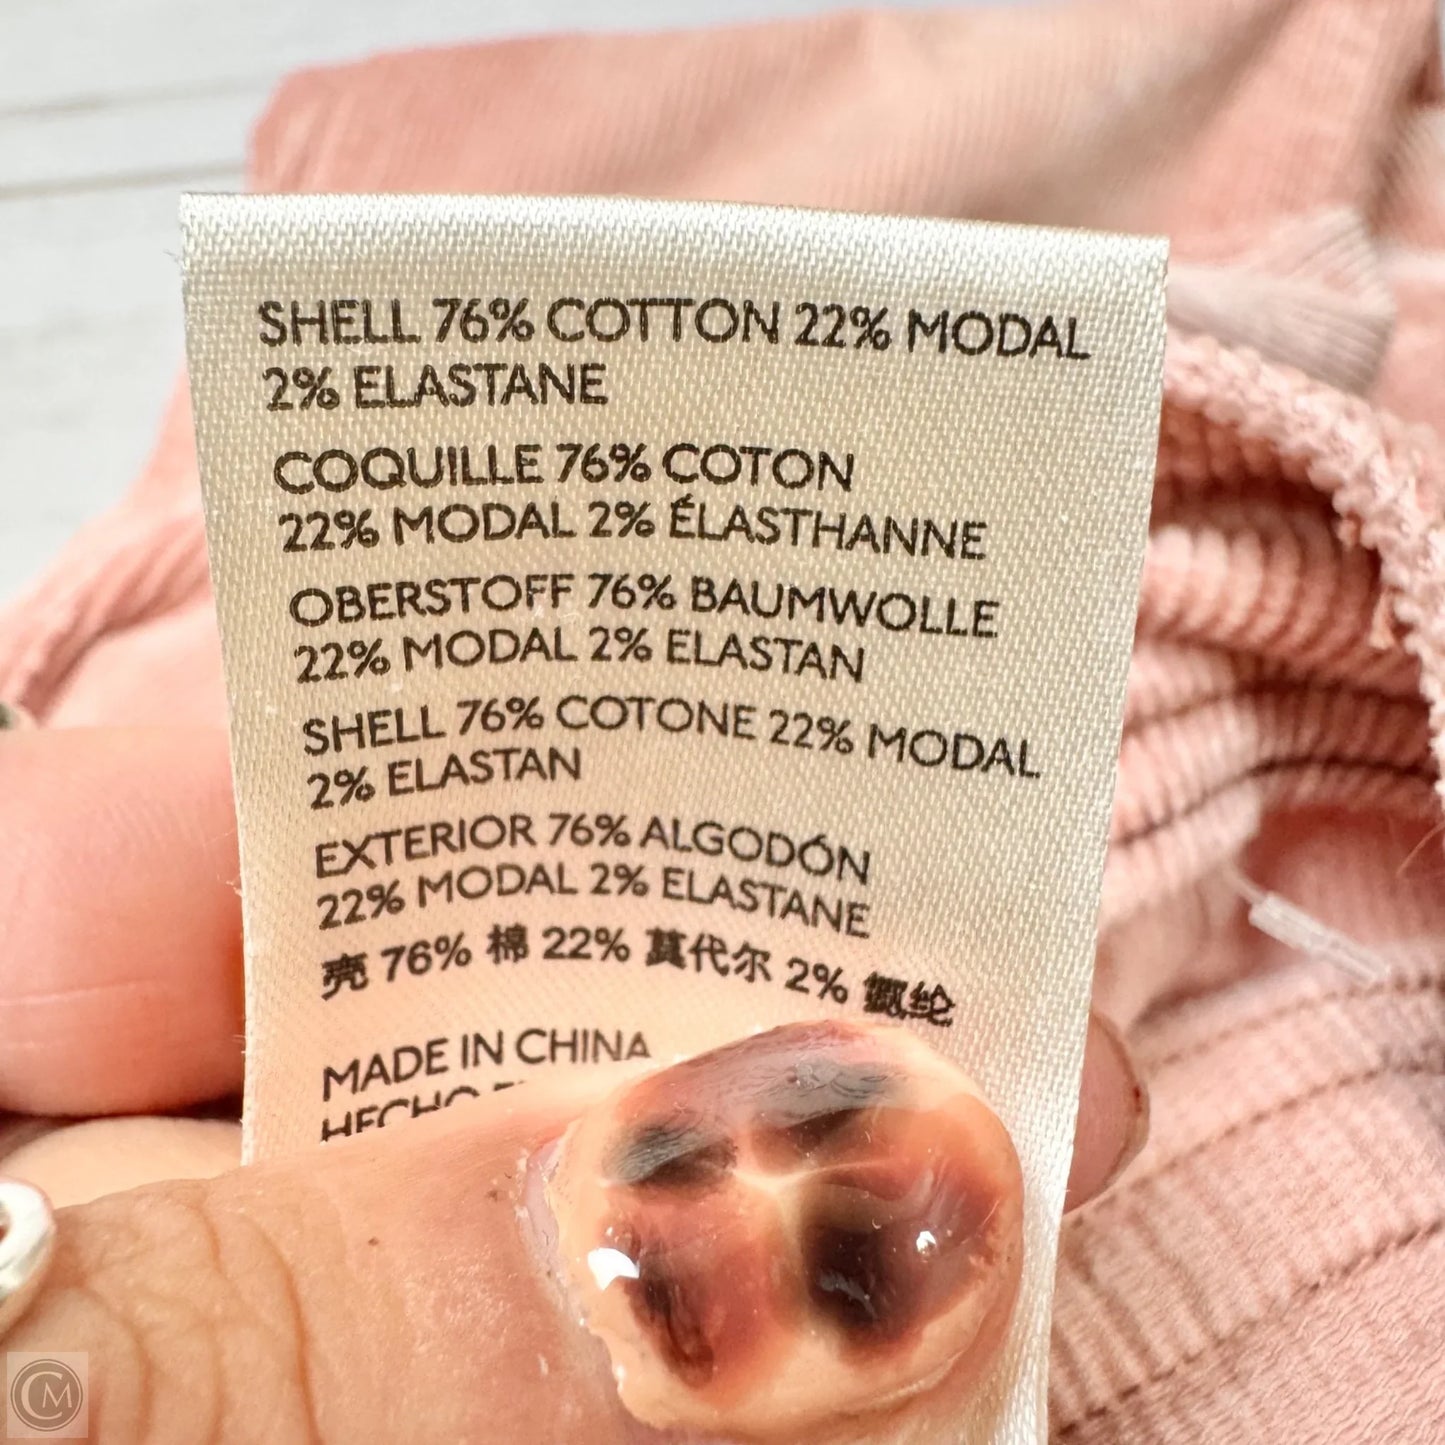 SHELL 76% COTTON 22% MODAL
2% ELASTANE
COQUILLE 76% COTON
22% MODAL 2% ÉLASTHANNE
OBERSTOFF 76% BAUMWOLLE
22% MODAL 2% ELASTAN
SHELL 76% COTONE 22% MODAL
2% ELASTAN
EXTERIOR 76% ALGODÓN
22% MODAL 2% ELASTANE
壳 76% 棉 22% 莫代尔 2% 氨纶
MADE IN CHINA
HECHO
CM